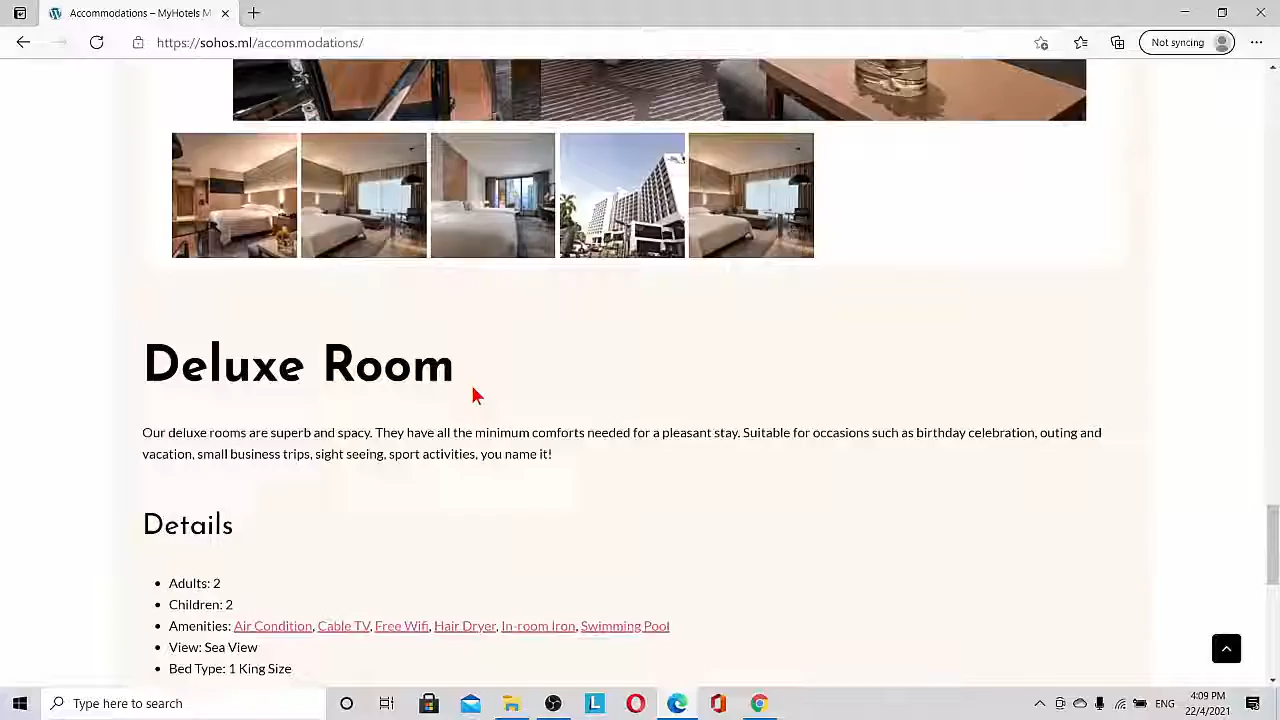 Accommodations – MyHotels M
https://sohos.ml/accommodations/
Not syncing
Deluxe Room
Our deluxe rooms are superb and spacy. They have all the minimum comforts needed for a pleasant stay. Suitable for occasions such as birthday celebration, outing and
vacation, small business trips, sight seeing, sport activities, you name it!
Details
Adults: 2
Children: 2
Amenities: Air Condition, Cable TV, Free Wifi, Hair Dryer, In-room Iron, Swimming Pool
View: Sea View
Bed Type: 1 King Size
Type here to search
ENG
4:09 PM
22/4/2021